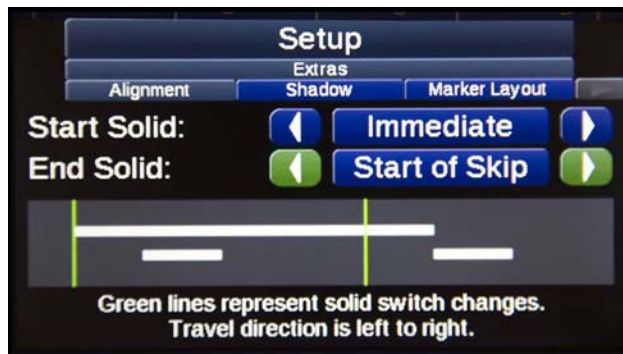 Setup
Extras
Alignment Shadow Marker Layout
Start Solid: Immediate
End Solid: Start of Skip
Green lines represent solid switch changes.
Travel direction is left to right.